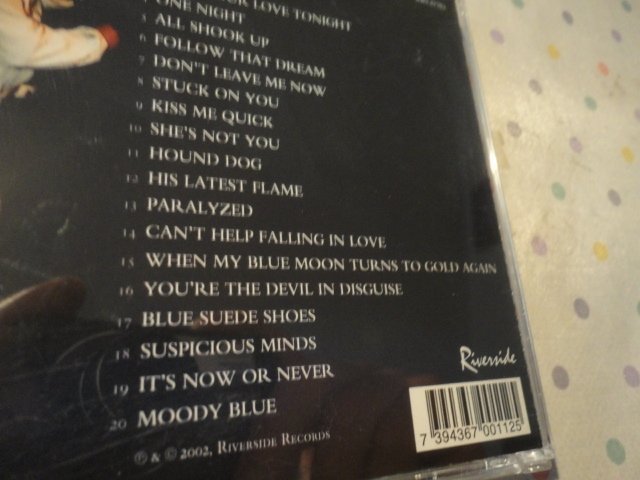 LOVE TONIGHT
4 ONE NIGHT
5 ALL SHOOK UP
6 FOLLOW THAT DREAM
7 DON'T LEAVE ME NOW
8 STUCK ON YOU
9 KISS ME QUICK
10 SHE'S NOT YOU
11 HOUND DOG
12 HIS LATEST FLAME
13 PARALYZED
14 CAN'T HELP FALLING IN LOVE
15 WHEN MY BLUE MOON TURNS TO GOLD AGAIN
16 YOU'RE THE DEVIL IN DISGUISE
17 BLUE SUEDE SHOES
18 SUSPICIOUS MINDS
19 IT'S NOW OR NEVER
20 MOODY BLUE
℗ & © 2002, RIVERSIDE RECORDS
Riverside
7 394367 001125